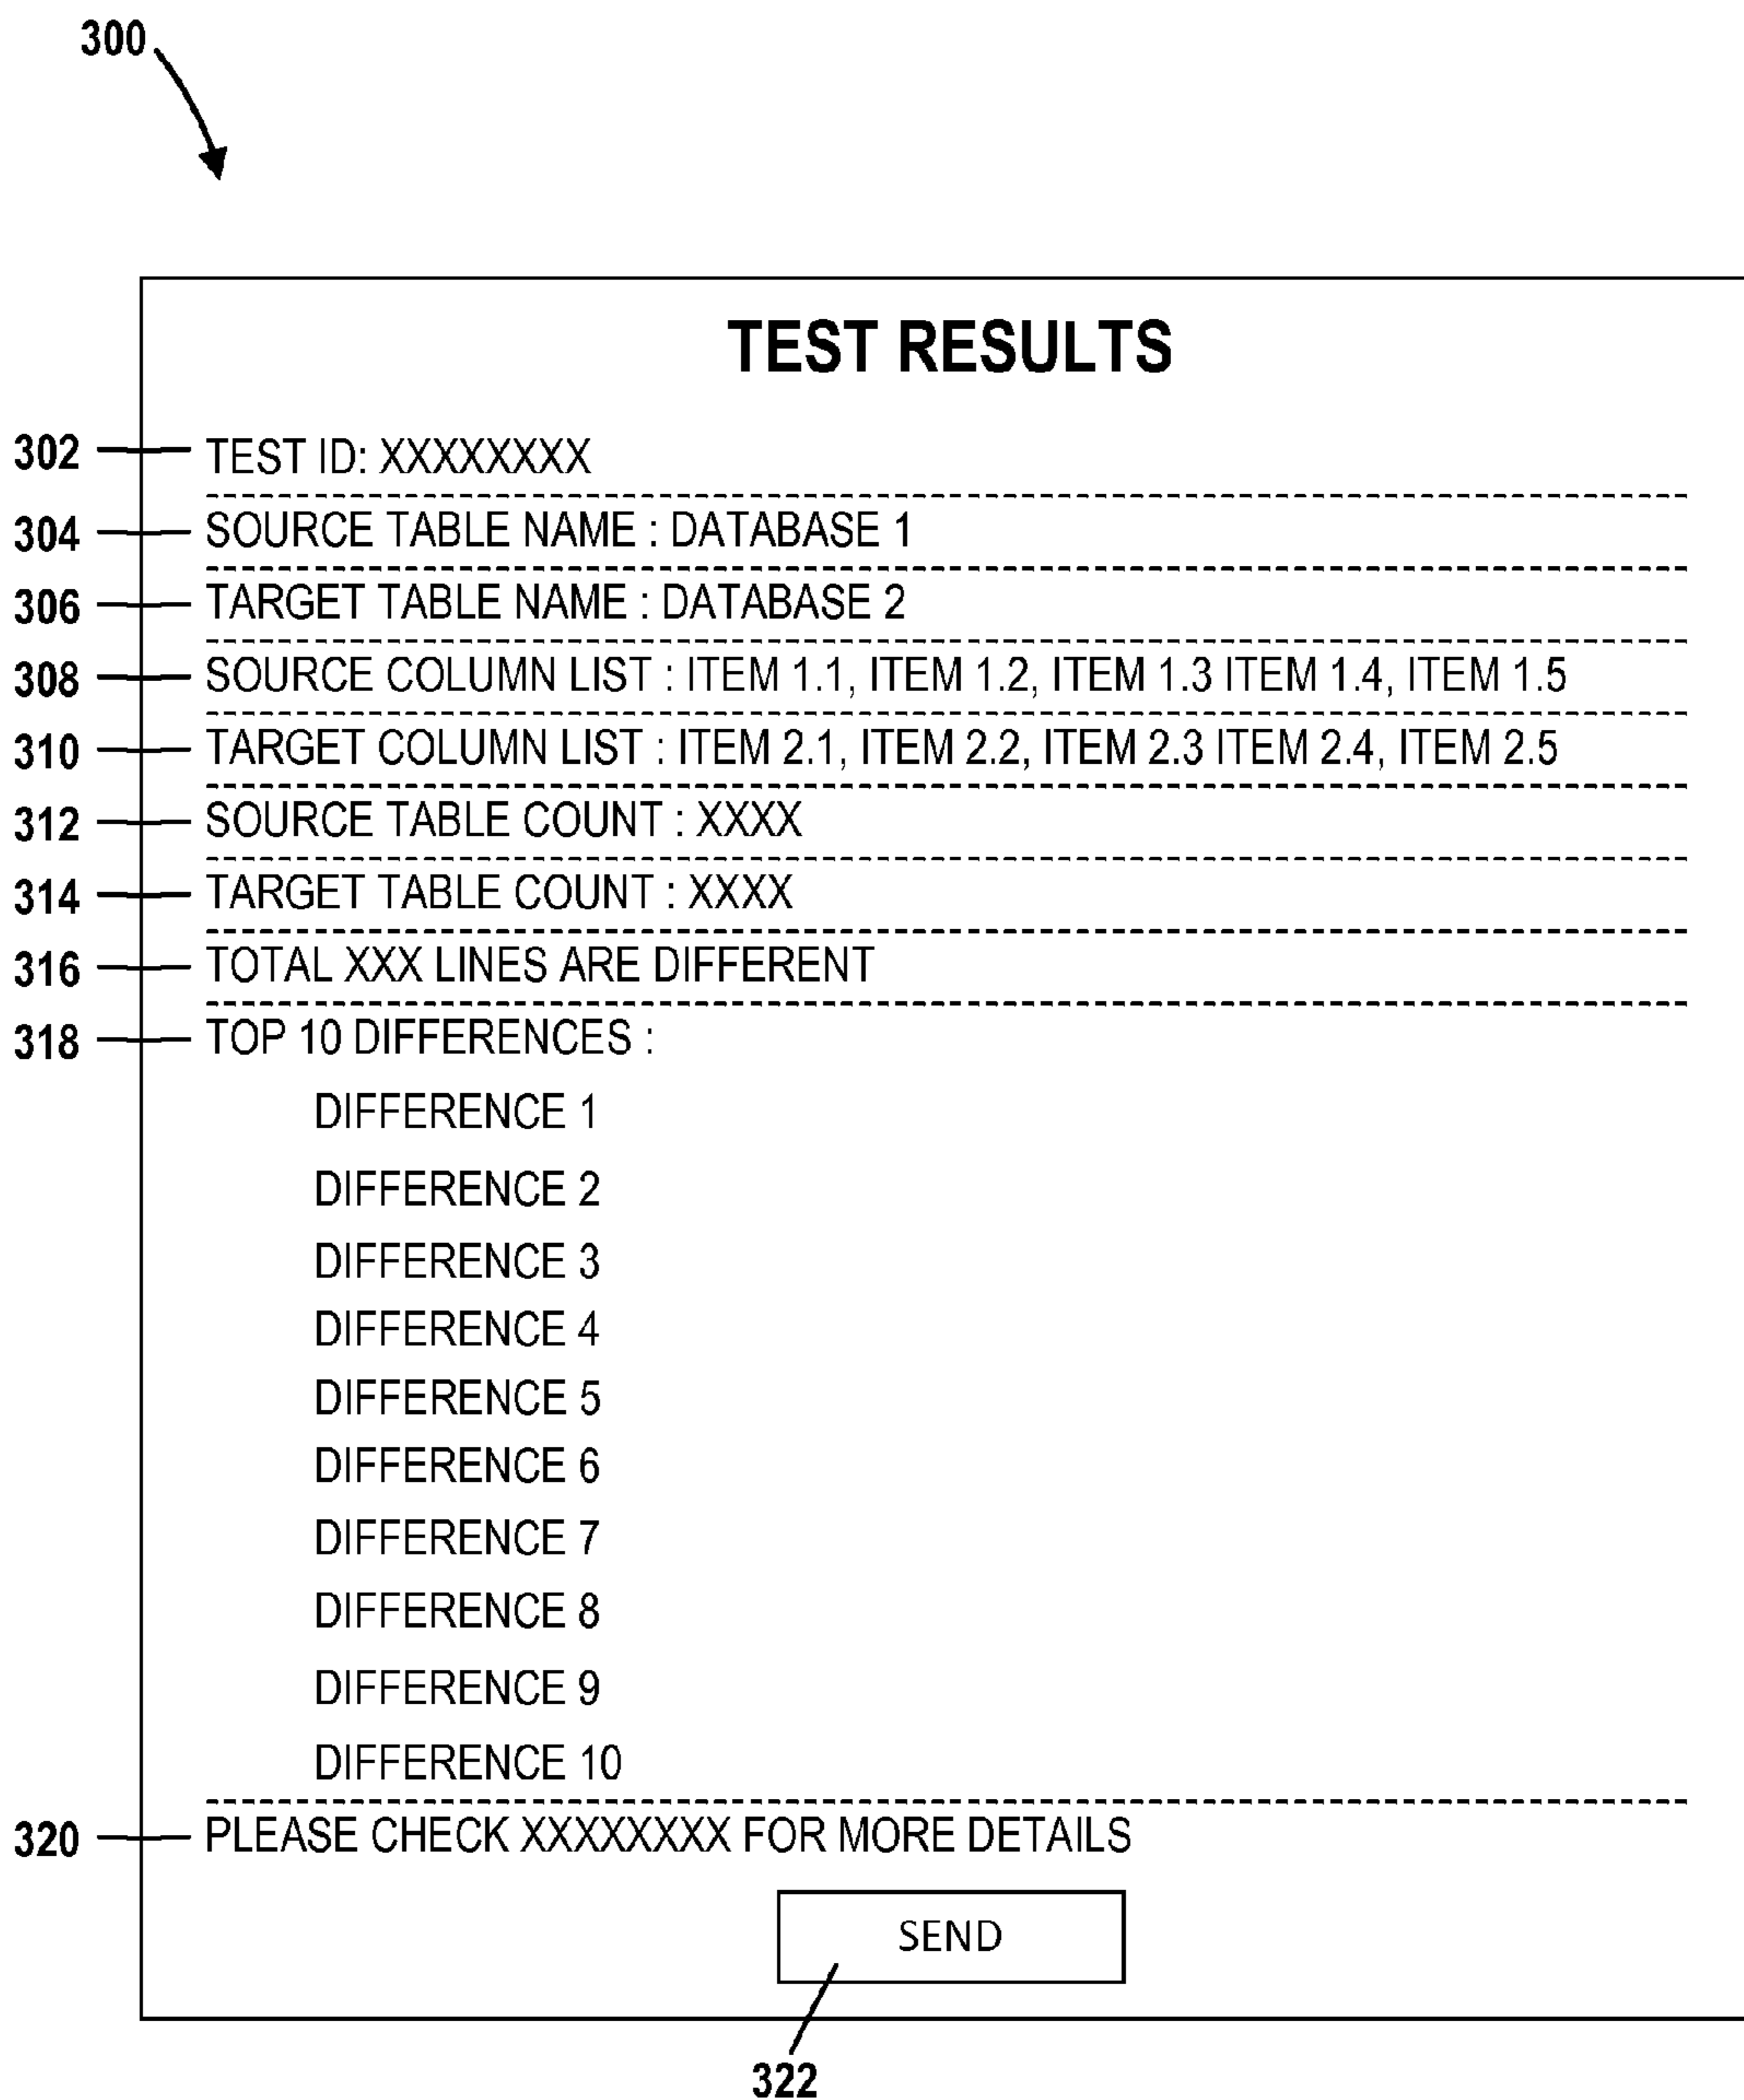 300
TEST RESULTS
302 TEST ID: XXXXXXXX
304 SOURCE TABLE NAME : DATABASE 1
306 TARGET TABLE NAME : DATABASE 2
308 SOURCE COLUMN LIST : ITEM 1.1, ITEM 1.2, ITEM 1.3 ITEM 1.4, ITEM 1.5
310 TARGET COLUMN LIST : ITEM 2.1, ITEM 2.2, ITEM 2.3 ITEM 2.4, ITEM 2.5
312 SOURCE TABLE COUNT : XXXX
314 TARGET TABLE COUNT : XXXX
316 TOTAL XXX LINES ARE DIFFERENT
318 TOP 10 DIFFERENCES :
DIFFERENCE 1
DIFFERENCE 2
DIFFERENCE 3
DIFFERENCE 4
DIFFERENCE 5
DIFFERENCE 6
DIFFERENCE 7
DIFFERENCE 8
DIFFERENCE 9
DIFFERENCE 10
320 PLEASE CHECK XXXXXXXX FOR MORE DETAILS
SEND
322